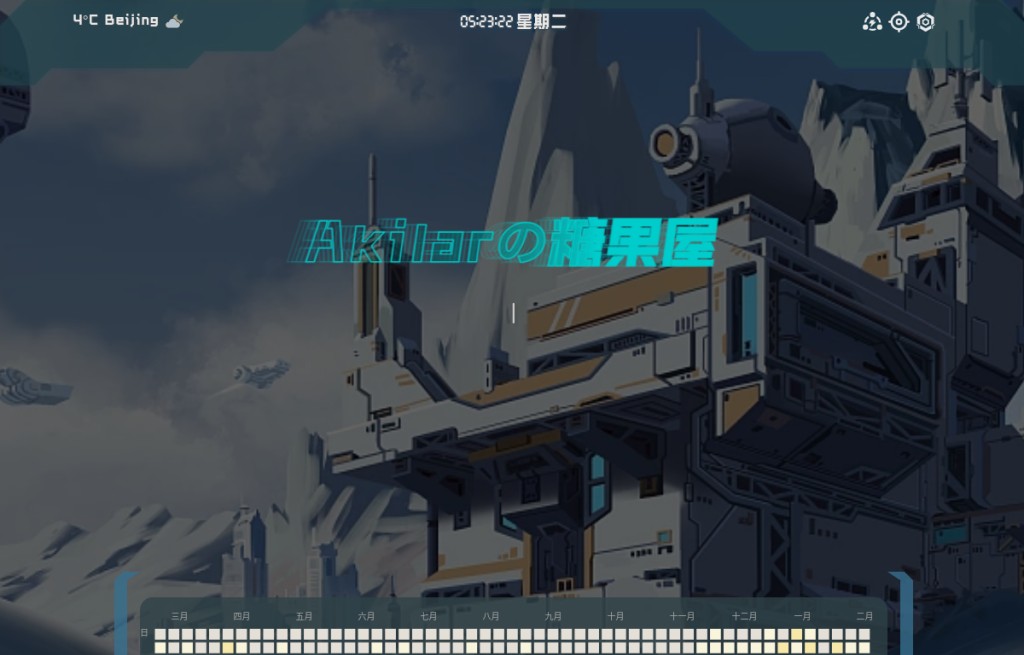 4°C Beijing
05:23:22 星期二
Akilarの糖果屋
三月 四月 五月 六月 七月 八月 九月 十月 十一月 十二月 一月 二月
日